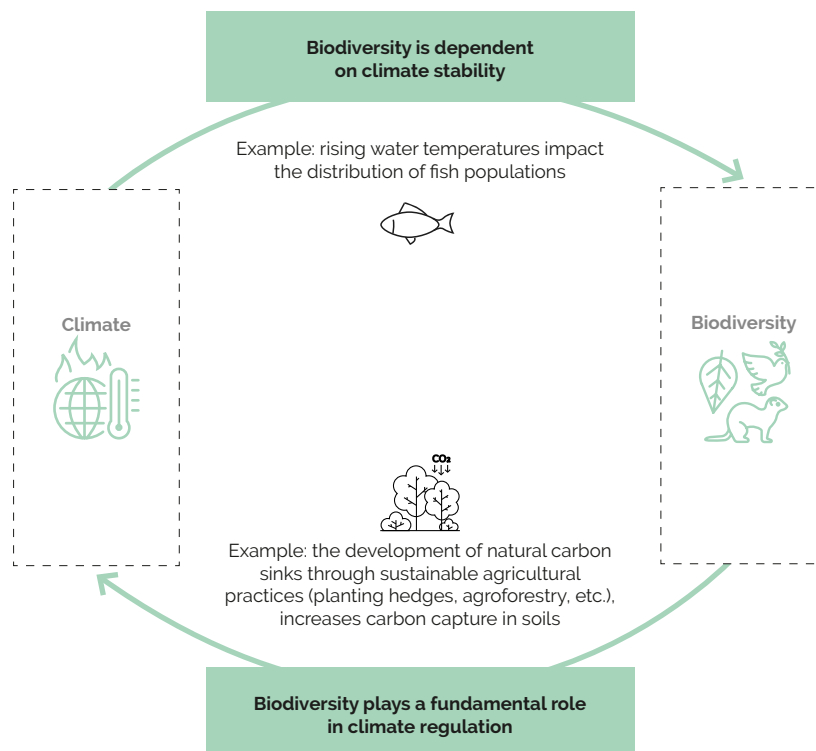 Biodiversity is dependent
on climate stability
Example: rising water temperatures impact
the distribution of fish populations
Climate
Biodiversity
CO₂
Example: the development of natural carbon
sinks through sustainable agricultural
practices (planting hedges, agroforestry, etc.),
increases carbon capture in soils
Biodiversity plays a fundamental role
in climate regulation